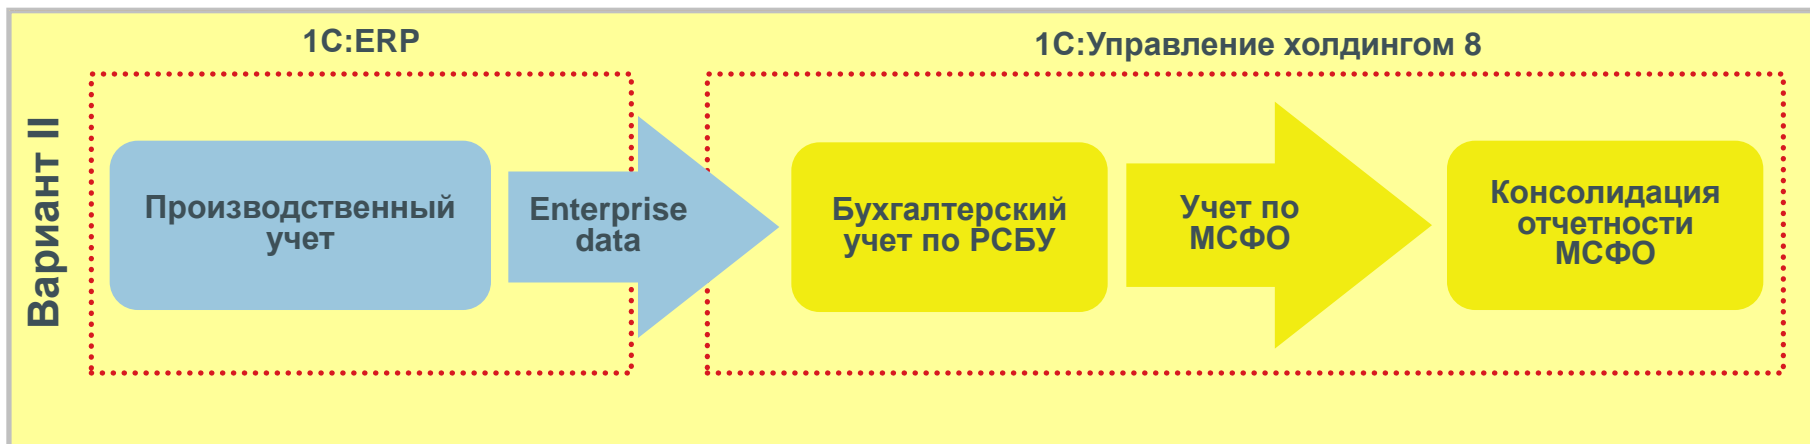 1С:ERP
1С:Управление холдингом 8
Вариант II
Производственный
учет
Enterprise
data
Бухгалтерский
учет по РСБУ
Учет по
МСФО
Консолидация
отчетности
МСФО